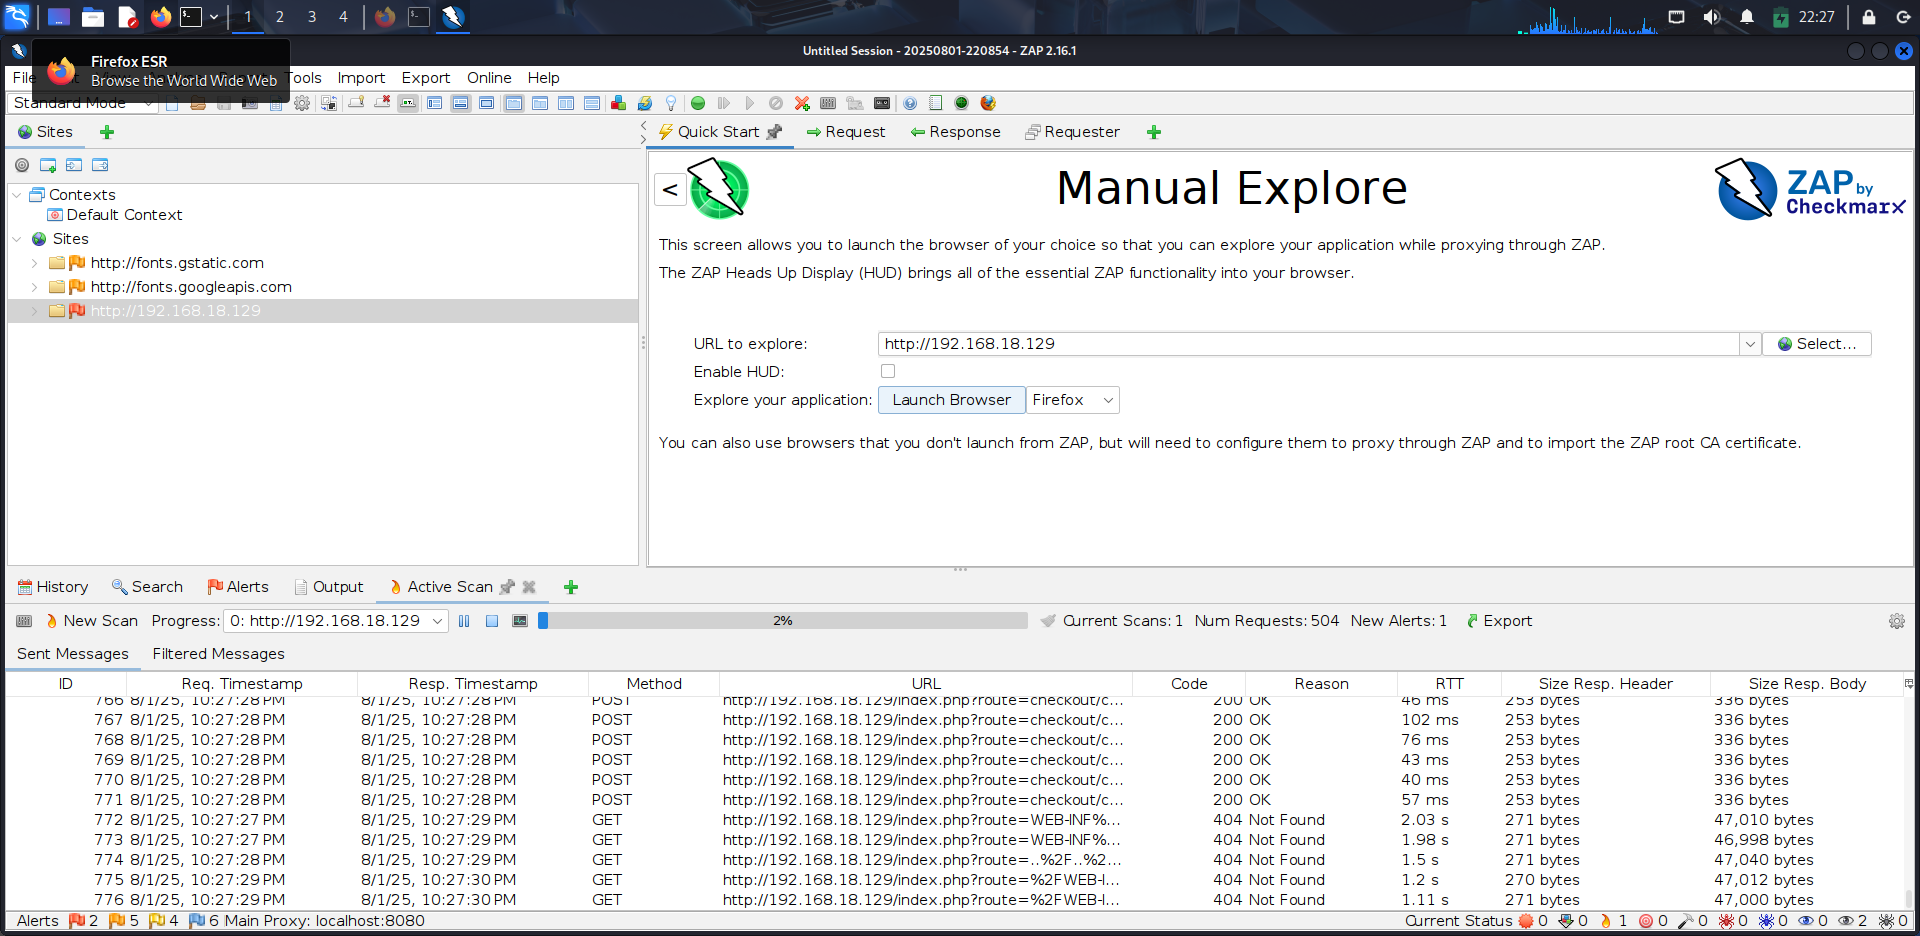 1 2 3 4 22:27
Untitled Session - 20250801-220854 - ZAP 2.16.1
Firefox ESR
Browse the World Wide Web
File Tools Import Export Online Help
Standard Mode
Sites
Quick Start Request Response Requester
Contexts
Default Context
Sites
http://fonts.gstatic.com
http://fonts.googleapis.com
http://192.168.18.129
<
Manual Explore
ZAP by
Checkmarx
This screen allows you to launch the browser of your choice so that you can explore your application while proxying through ZAP.
The ZAP Heads Up Display (HUD) brings all of the essential ZAP functionality into your browser.
URL to explore: http://192.168.18.129 Select...
Enable HUD:
Explore your application: Launch Browser Firefox
You can also use browsers that you don't launch from ZAP, but will need to configure them to proxy through ZAP and to import the ZAP root CA certificate.
History Search Alerts Output Active Scan
New Scan Progress: 0: http://192.168.18.129 2% Current Scans: 1 Num Requests: 504 New Alerts: 1 Export
Sent Messages Filtered Messages
ID Req. Timestamp Resp. Timestamp Method URL Code Reason RTT Size Resp. Header Size Resp. Body
766 8/1/25, 10:27:28 PM 8/1/25, 10:27:28 PM POST http://192.168.18.129/index.php?route=checkout/c... 200 OK 46 ms 253 bytes 336 bytes
767 8/1/25, 10:27:28 PM 8/1/25, 10:27:28 PM POST http://192.168.18.129/index.php?route=checkout/c... 200 OK 102 ms 253 bytes 336 bytes
768 8/1/25, 10:27:28 PM 8/1/25, 10:27:28 PM POST http://192.168.18.129/index.php?route=checkout/c... 200 OK 76 ms 253 bytes 336 bytes
769 8/1/25, 10:27:28 PM 8/1/25, 10:27:28 PM POST http://192.168.18.129/index.php?route=checkout/c... 200 OK 43 ms 253 bytes 336 bytes
770 8/1/25, 10:27:28 PM 8/1/25, 10:27:28 PM POST http://192.168.18.129/index.php?route=checkout/c... 200 OK 40 ms 253 bytes 336 bytes
771 8/1/25, 10:27:28 PM 8/1/25, 10:27:28 PM POST http://192.168.18.129/index.php?route=checkout/c... 200 OK 57 ms 253 bytes 336 bytes
772 8/1/25, 10:27:27 PM 8/1/25, 10:27:29 PM GET http://192.168.18.129/index.php?route=WEB-INF%... 404 Not Found 2.03 s 271 bytes 47,010 bytes
773 8/1/25, 10:27:27 PM 8/1/25, 10:27:29 PM GET http://192.168.18.129/index.php?route=WEB-INF%... 404 Not Found 1.98 s 271 bytes 46,998 bytes
774 8/1/25, 10:27:28 PM 8/1/25, 10:27:29 PM GET http://192.168.18.129/index.php?route=..%2F..%2... 404 Not Found 1.5 s 271 bytes 47,040 bytes
775 8/1/25, 10:27:29 PM 8/1/25, 10:27:30 PM GET http://192.168.18.129/index.php?route=%2FWEB-I... 404 Not Found 1.2 s 270 bytes 47,012 bytes
776 8/1/25, 10:27:29 PM 8/1/25, 10:27:30 PM GET http://192.168.18.129/index.php?route=%2FWEB-I... 404 Not Found 1.11 s 271 bytes 47,000 bytes
Alerts 2 5 4 6 Main Proxy: localhost:8080 Current Status 0 0 1 0 0 0 0 0 2 0